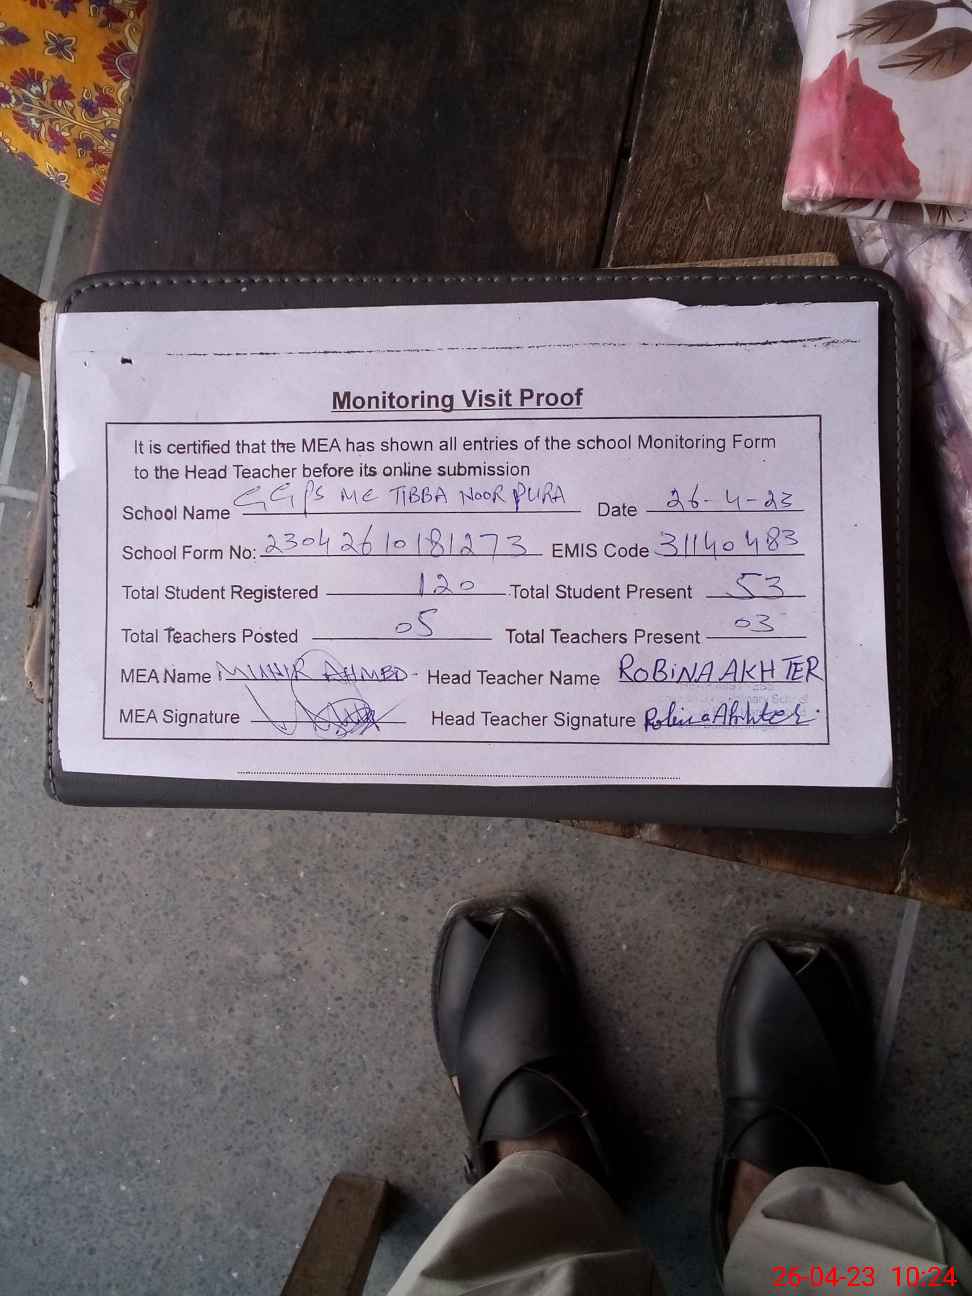 Monitoring Visit Proof
It is certified that the MEA has shown all entries of the school Monitoring Form
to the Head Teacher before its online submission
School Name GGPS MC TIBBA NOOR PURA Date 26-4-23
School Form No: 23042610181273 EMIS Code 31140483
Total Student Registered 120 Total Student Present 53
Total Teachers Posted 05 Total Teachers Present 03
MEA Name MUNIR AHMED Head Teacher Name ROBINA AKHTER
MEA Signature Head Teacher Signature Robina Akhter
26-04-23 10:24